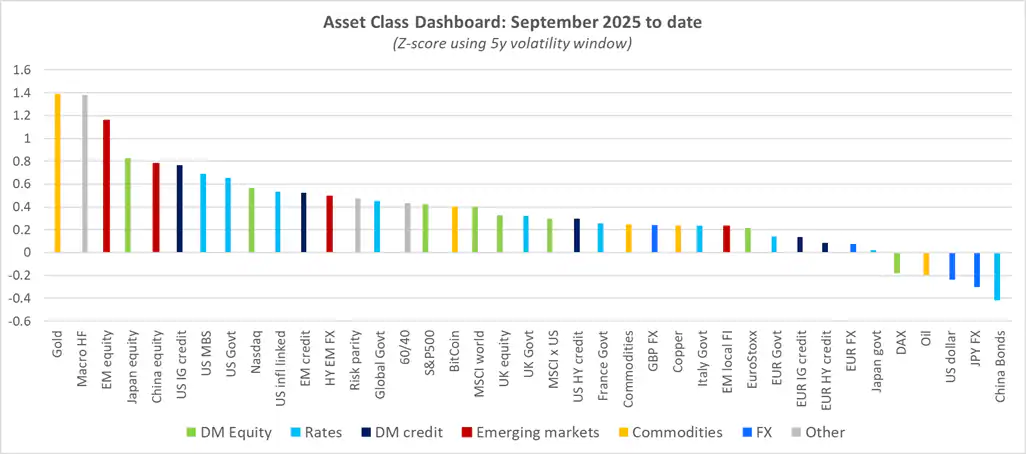 Asset Class Dashboard: September 2025 to date
(Z-score using 5y volatility window)
1.6
1.4
1.2
1
0.8
0.6
0.4
0.2
0
-0.2
-0.4
-0.6
Gold
Macro HF
EM equity
Japan equity
China equity
US IG credit
US MBS
US Govt
Nasdaq
US infl linked
EM credit
HY EM FX
Risk parity
Global Govt
60/40
S&P500
BitCoin
MSCI world
UK equity
UK Govt
MSCI x US
US HY credit
France Govt
Commodities
GBP FX
Copper
Italy Govt
EM local FI
EuroStoxx
EUR Govt
EUR IG credit
EUR HY credit
EUR FX
Japan govt
DAX
Oil
US dollar
JPY FX
China Bonds
DM Equity
Rates
DM credit
Emerging markets
Commodities
FX
Other